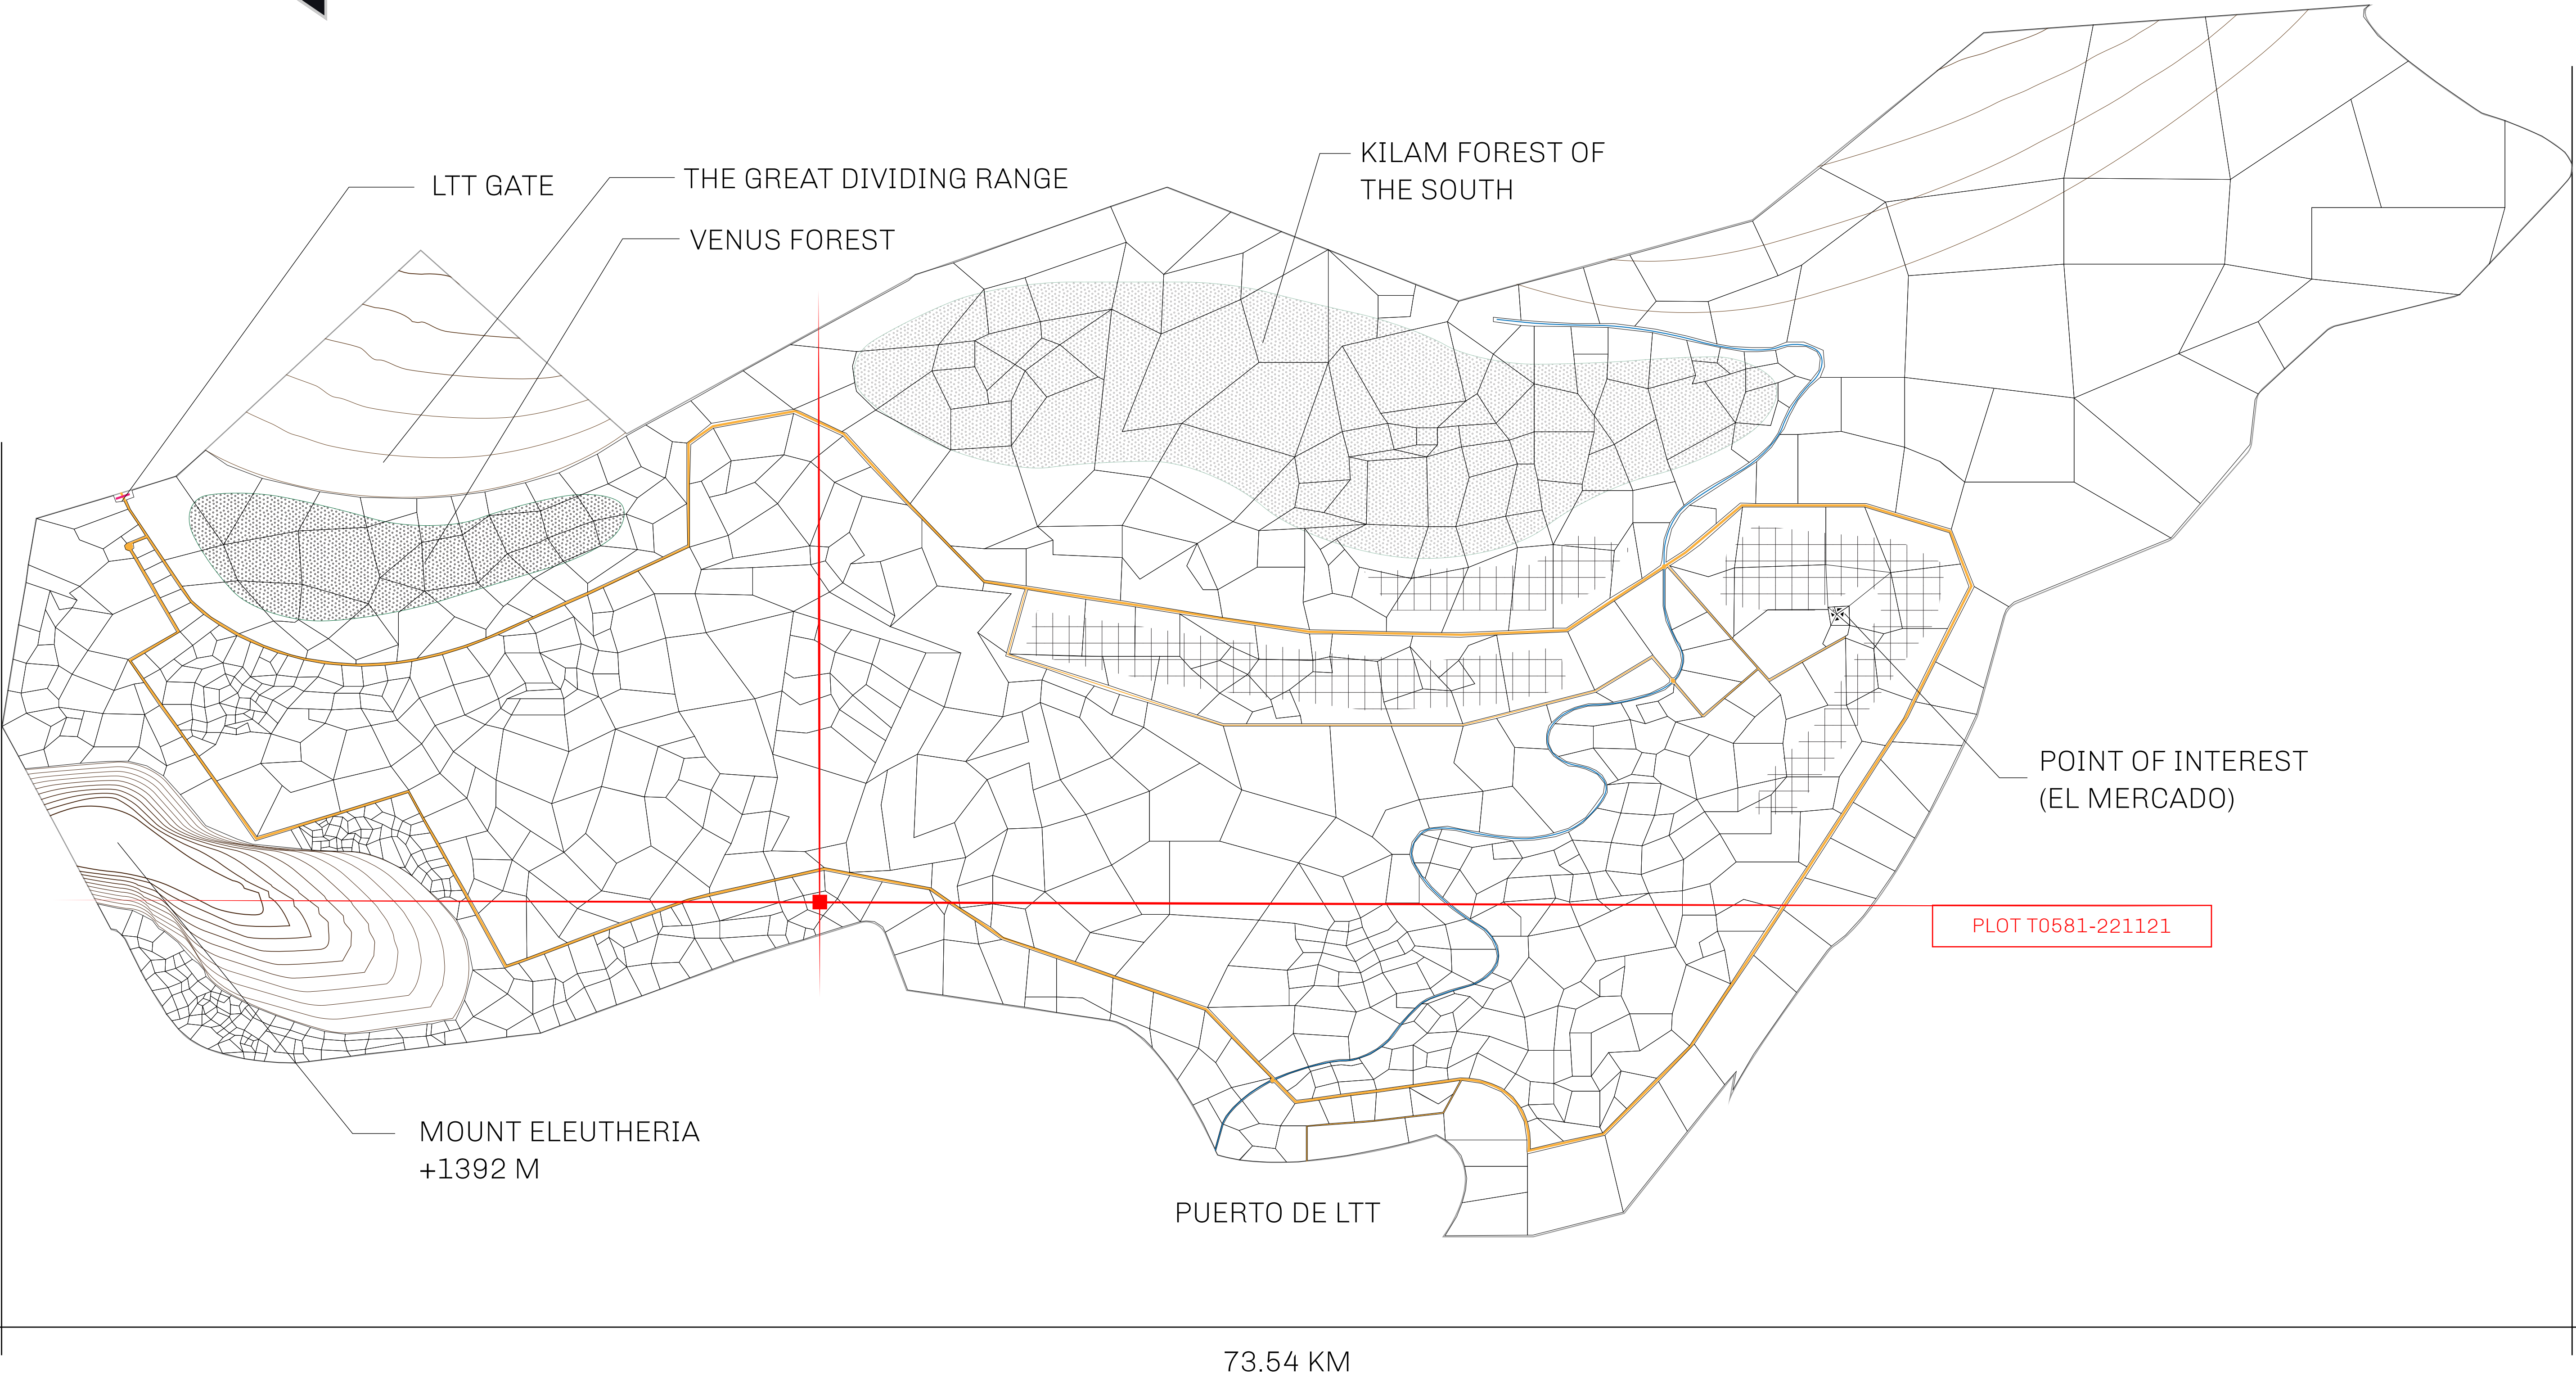 KILAM FOREST OF
THE SOUTH
LTT GATE
THE GREAT DIVIDING RANGE
VENUS FOREST
POINT OF INTEREST
(EL MERCADO)
PLOT T0581-221121
MOUNT ELEUTHERIA
+1392 M
PUERTO DE LTT
73.54 KM